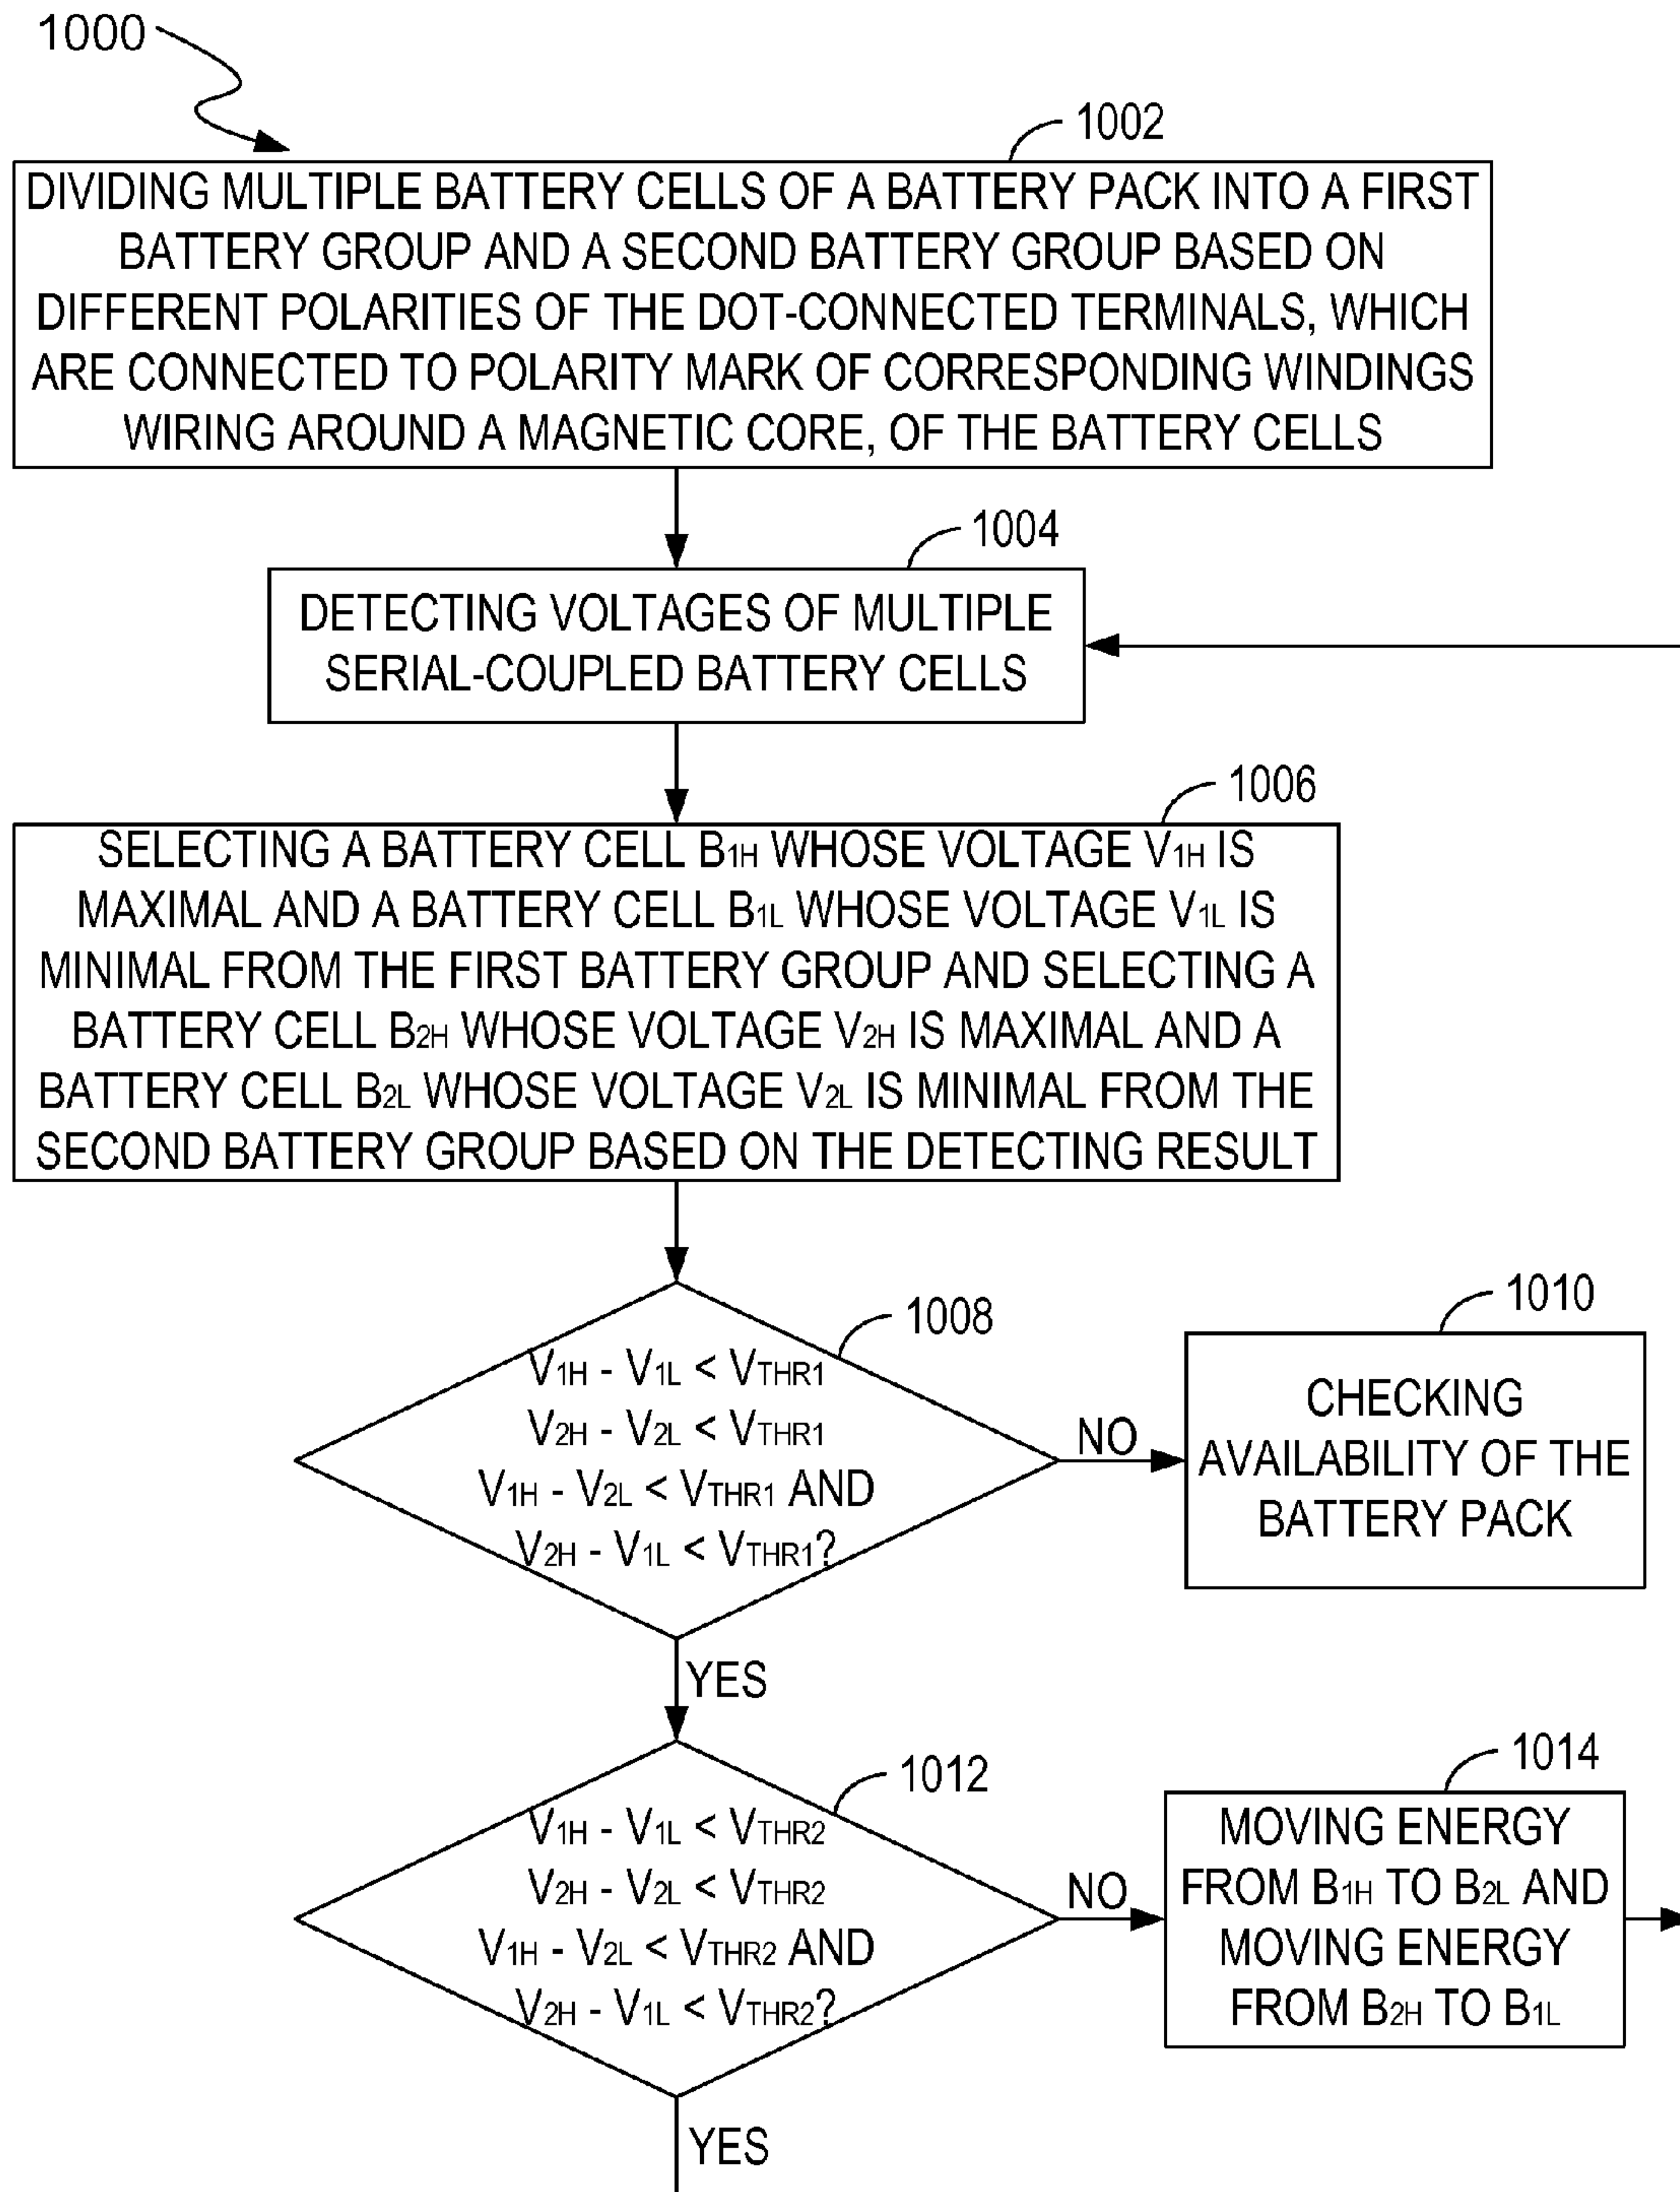 1000
1002
DIVIDING MULTIPLE BATTERY CELLS OF A BATTERY PACK INTO A FIRST
BATTERY GROUP AND A SECOND BATTERY GROUP BASED ON
DIFFERENT POLARITIES OF THE DOT-CONNECTED TERMINALS, WHICH
ARE CONNECTED TO POLARITY MARK OF CORRESPONDING WINDINGS
WIRING AROUND A MAGNETIC CORE, OF THE BATTERY CELLS
1004
DETECTING VOLTAGES OF MULTIPLE
SERIAL-COUPLED BATTERY CELLS
1006
SELECTING A BATTERY CELL B1H WHOSE VOLTAGE V1H IS
MAXIMAL AND A BATTERY CELL B1L WHOSE VOLTAGE V1L IS
MINIMAL FROM THE FIRST BATTERY GROUP AND SELECTING A
BATTERY CELL B2H WHOSE VOLTAGE V2H IS MAXIMAL AND A
BATTERY CELL B2L WHOSE VOLTAGE V2L IS MINIMAL FROM THE
SECOND BATTERY GROUP BASED ON THE DETECTING RESULT
1008
V1H - V1L < VTHR1
V2H - V2L < VTHR1
V1H - V2L < VTHR1 AND
V2H - V1L < VTHR1?
NO
1010
CHECKING
AVAILABILITY OF THE
BATTERY PACK
YES
1012
V1H - V1L < VTHR2
V2H - V2L < VTHR2
V1H - V2L < VTHR2 AND
V2H - V1L < VTHR2?
NO
1014
MOVING ENERGY
FROM B1H TO B2L AND
MOVING ENERGY
FROM B2H TO B1L
YES